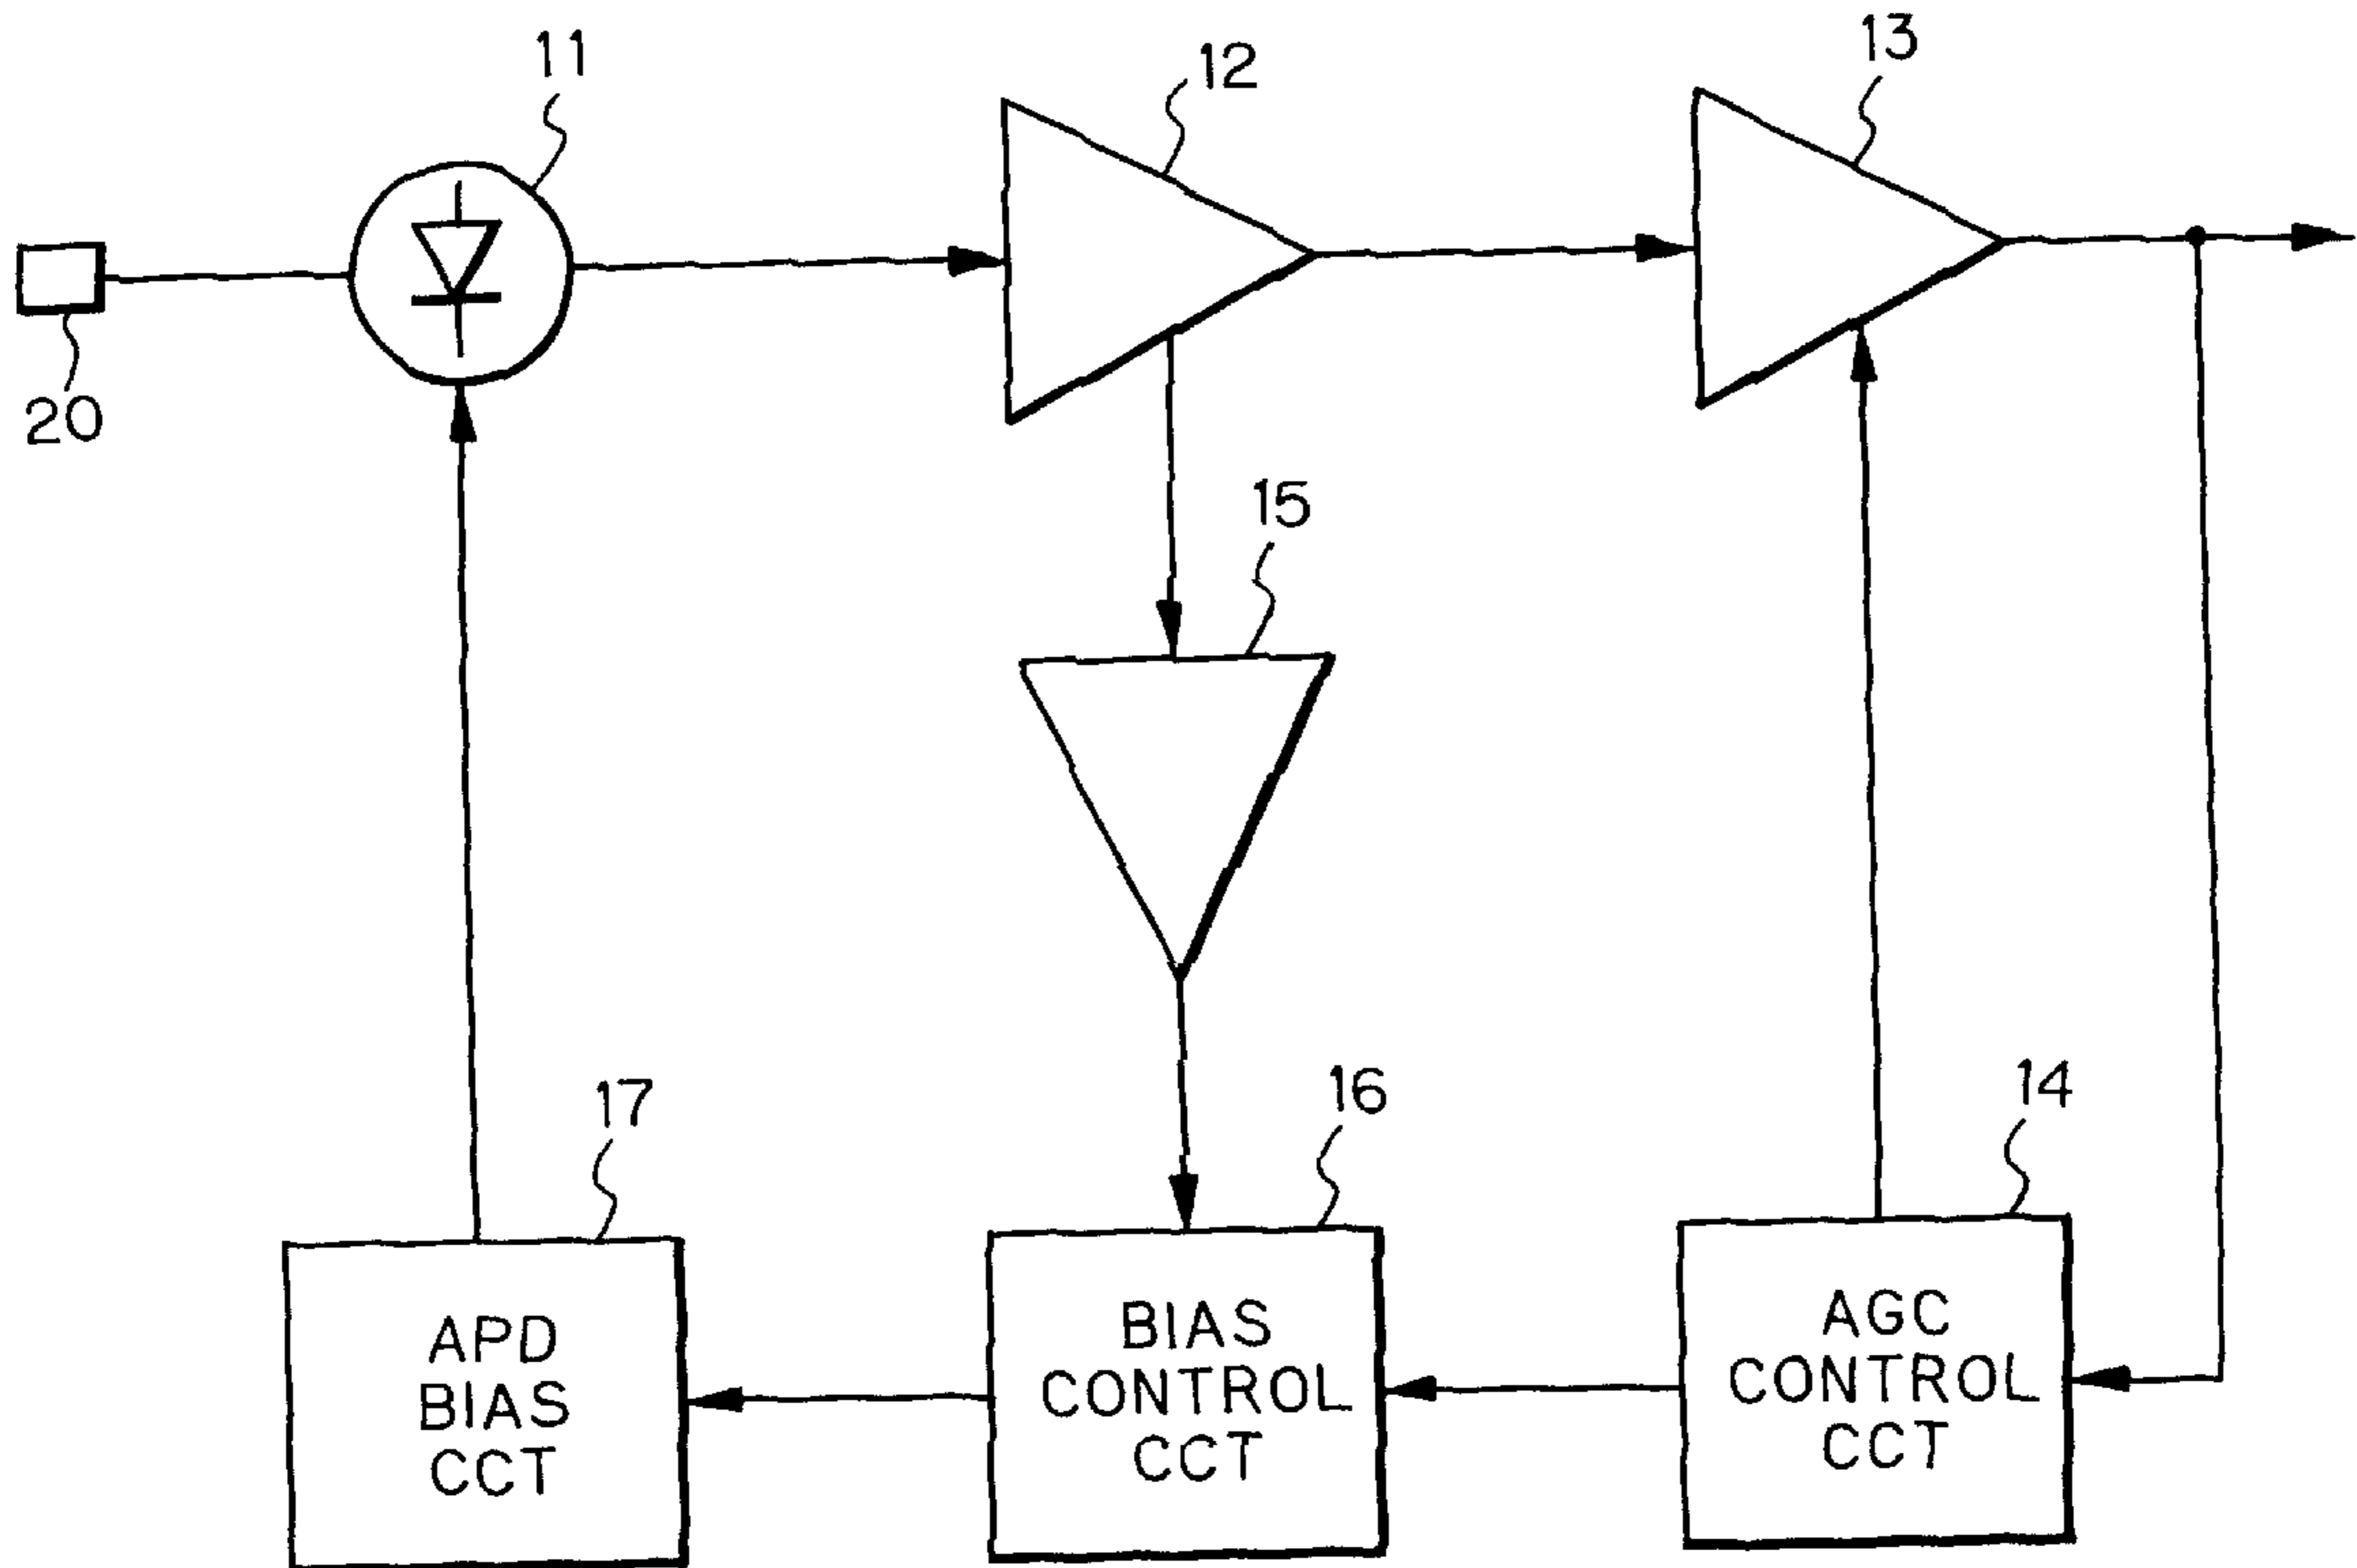 11
12
13
20
15
17
16
14
APD
BIAS
CCT
BIAS
CONTROL
CCT
AGC
CONTROL
CCT